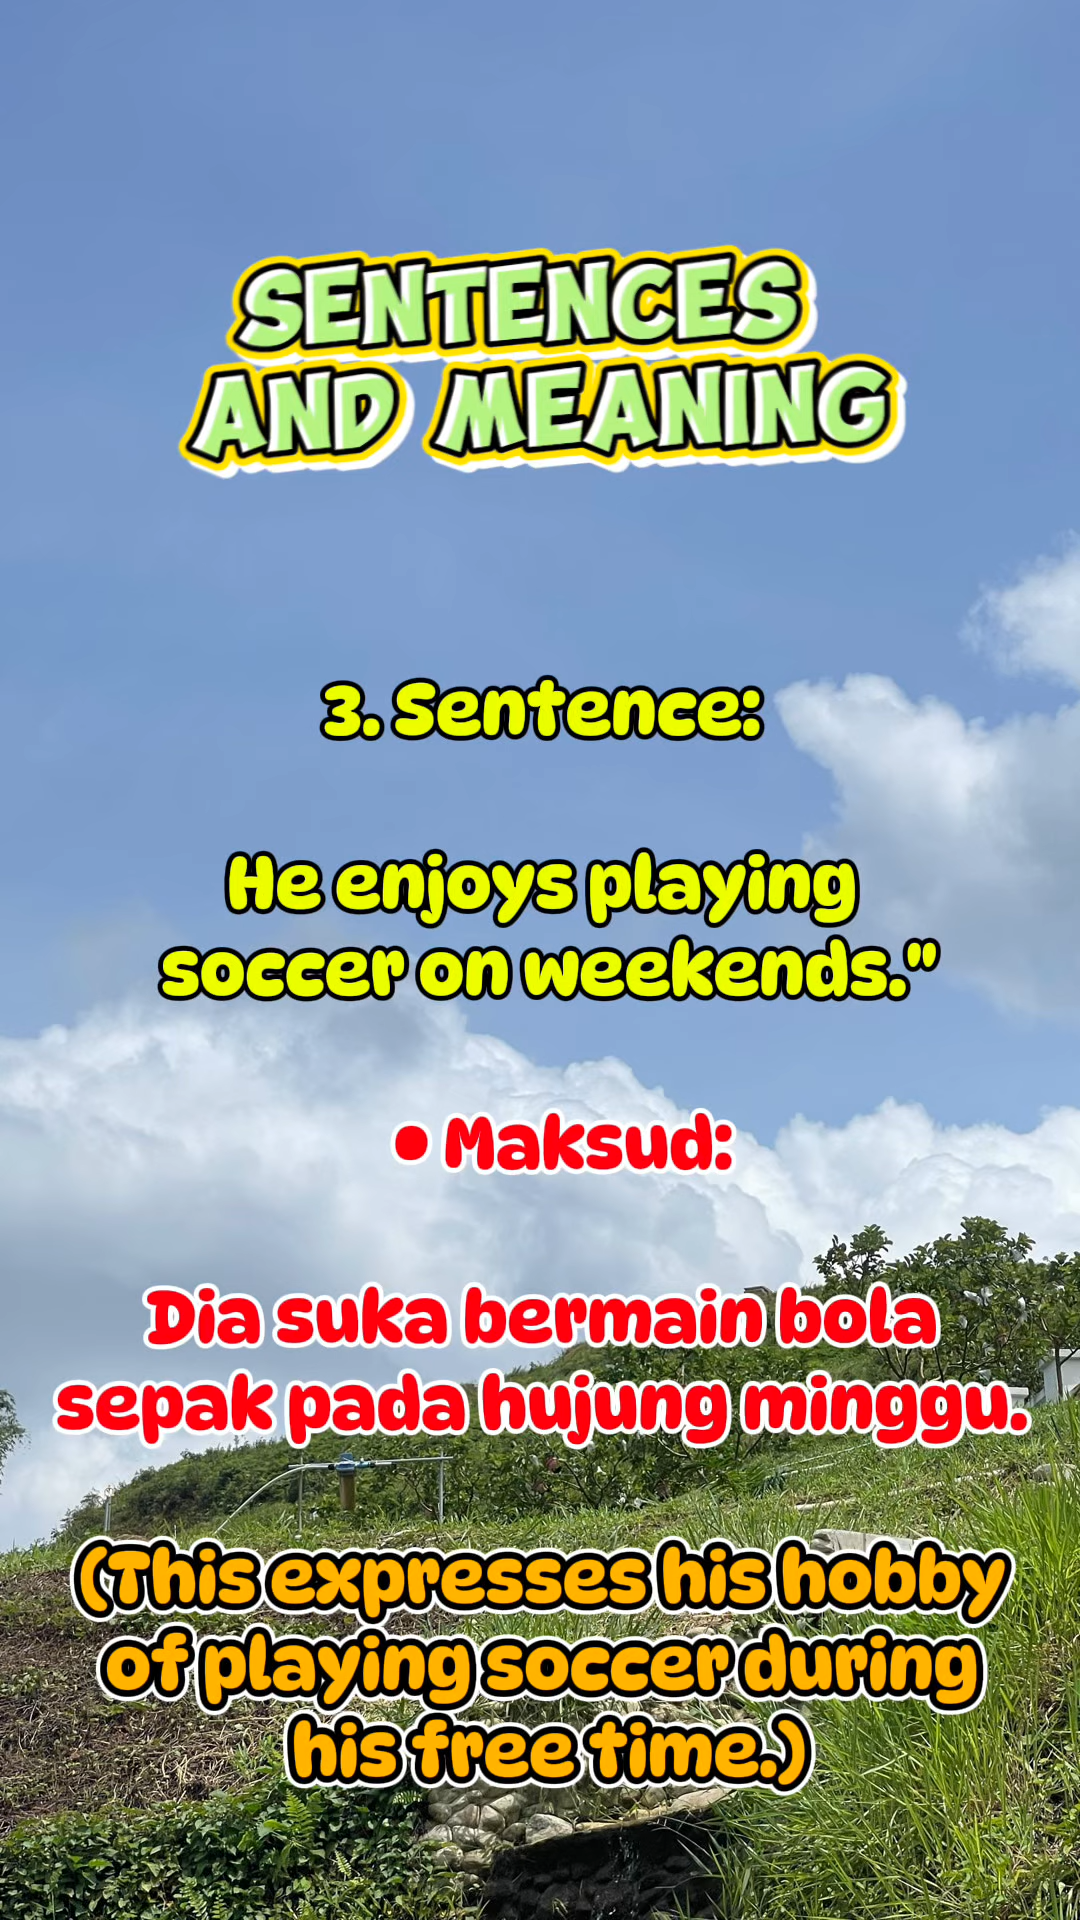 SENTENCES
AND MEANING
3. Sentence:
He enjoys playing
soccer on weekends."
• Maksud:
Dia suka bermain bola
sepak pada hujung minggu.
(This expresses his hobby
of playing soccer during
his free time.)